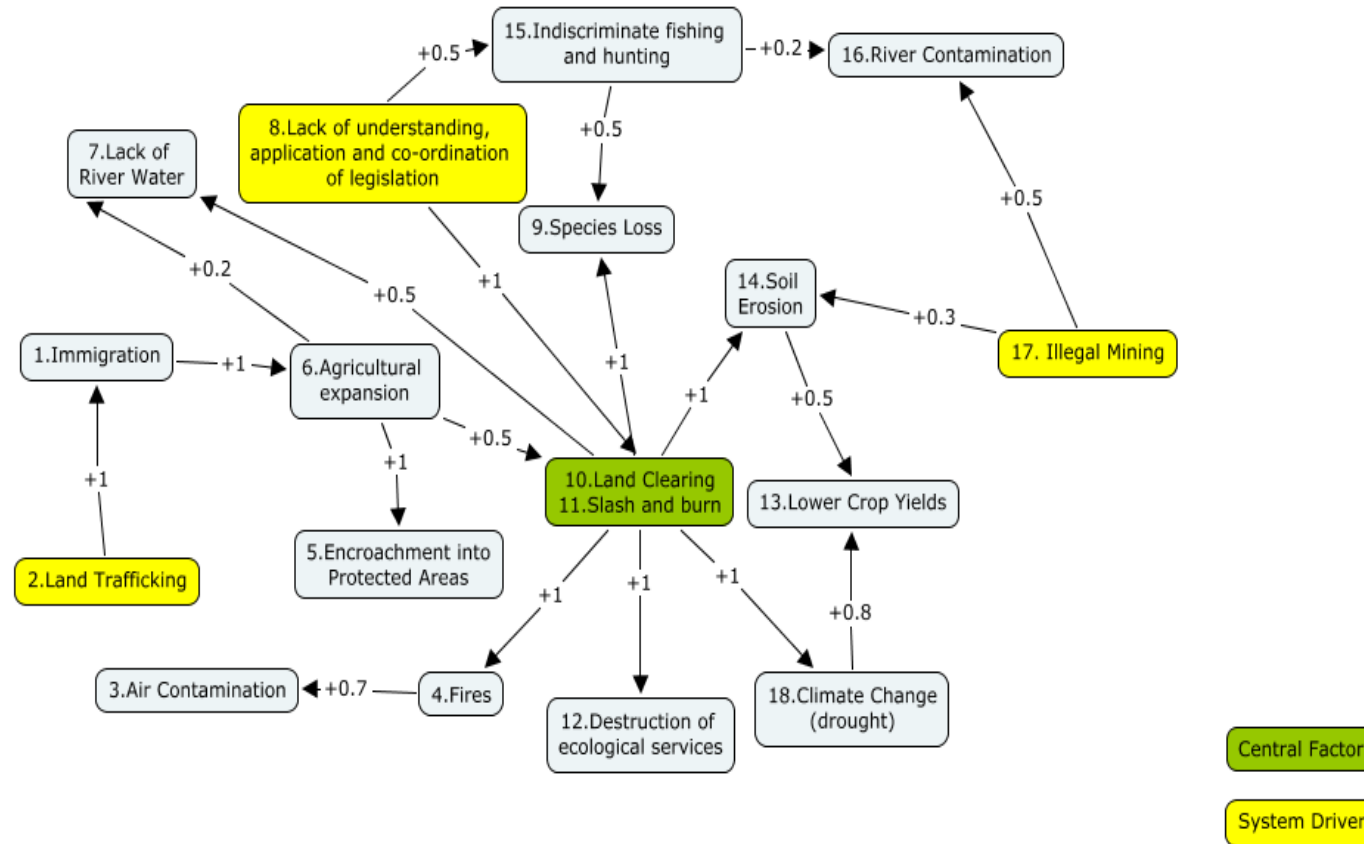 15.Indiscriminate fishing
and hunting
+0.2
16.River Contamination
+0.5
8.Lack of understanding,
application and co-ordination
of legislation
+0.5
7.Lack of
River Water
+0.5
9.Species Loss
+0.2
+1
14.Soil
Erosion
+0.5
+0.3
17. Illegal Mining
1.Immigration
+1
6.Agricultural
expansion
+1
+1
+0.5
+0.5
+1
+1
10.Land Clearing
11.Slash and burn
13.Lower Crop Yields
2.Land Trafficking
5.Encroachment into
Protected Areas
+1
+1
+1
+0.8
3.Air Contamination
+0.7
4.Fires
12.Destruction of
ecological services
18.Climate Change
(drought)
Central Factor
System Driver